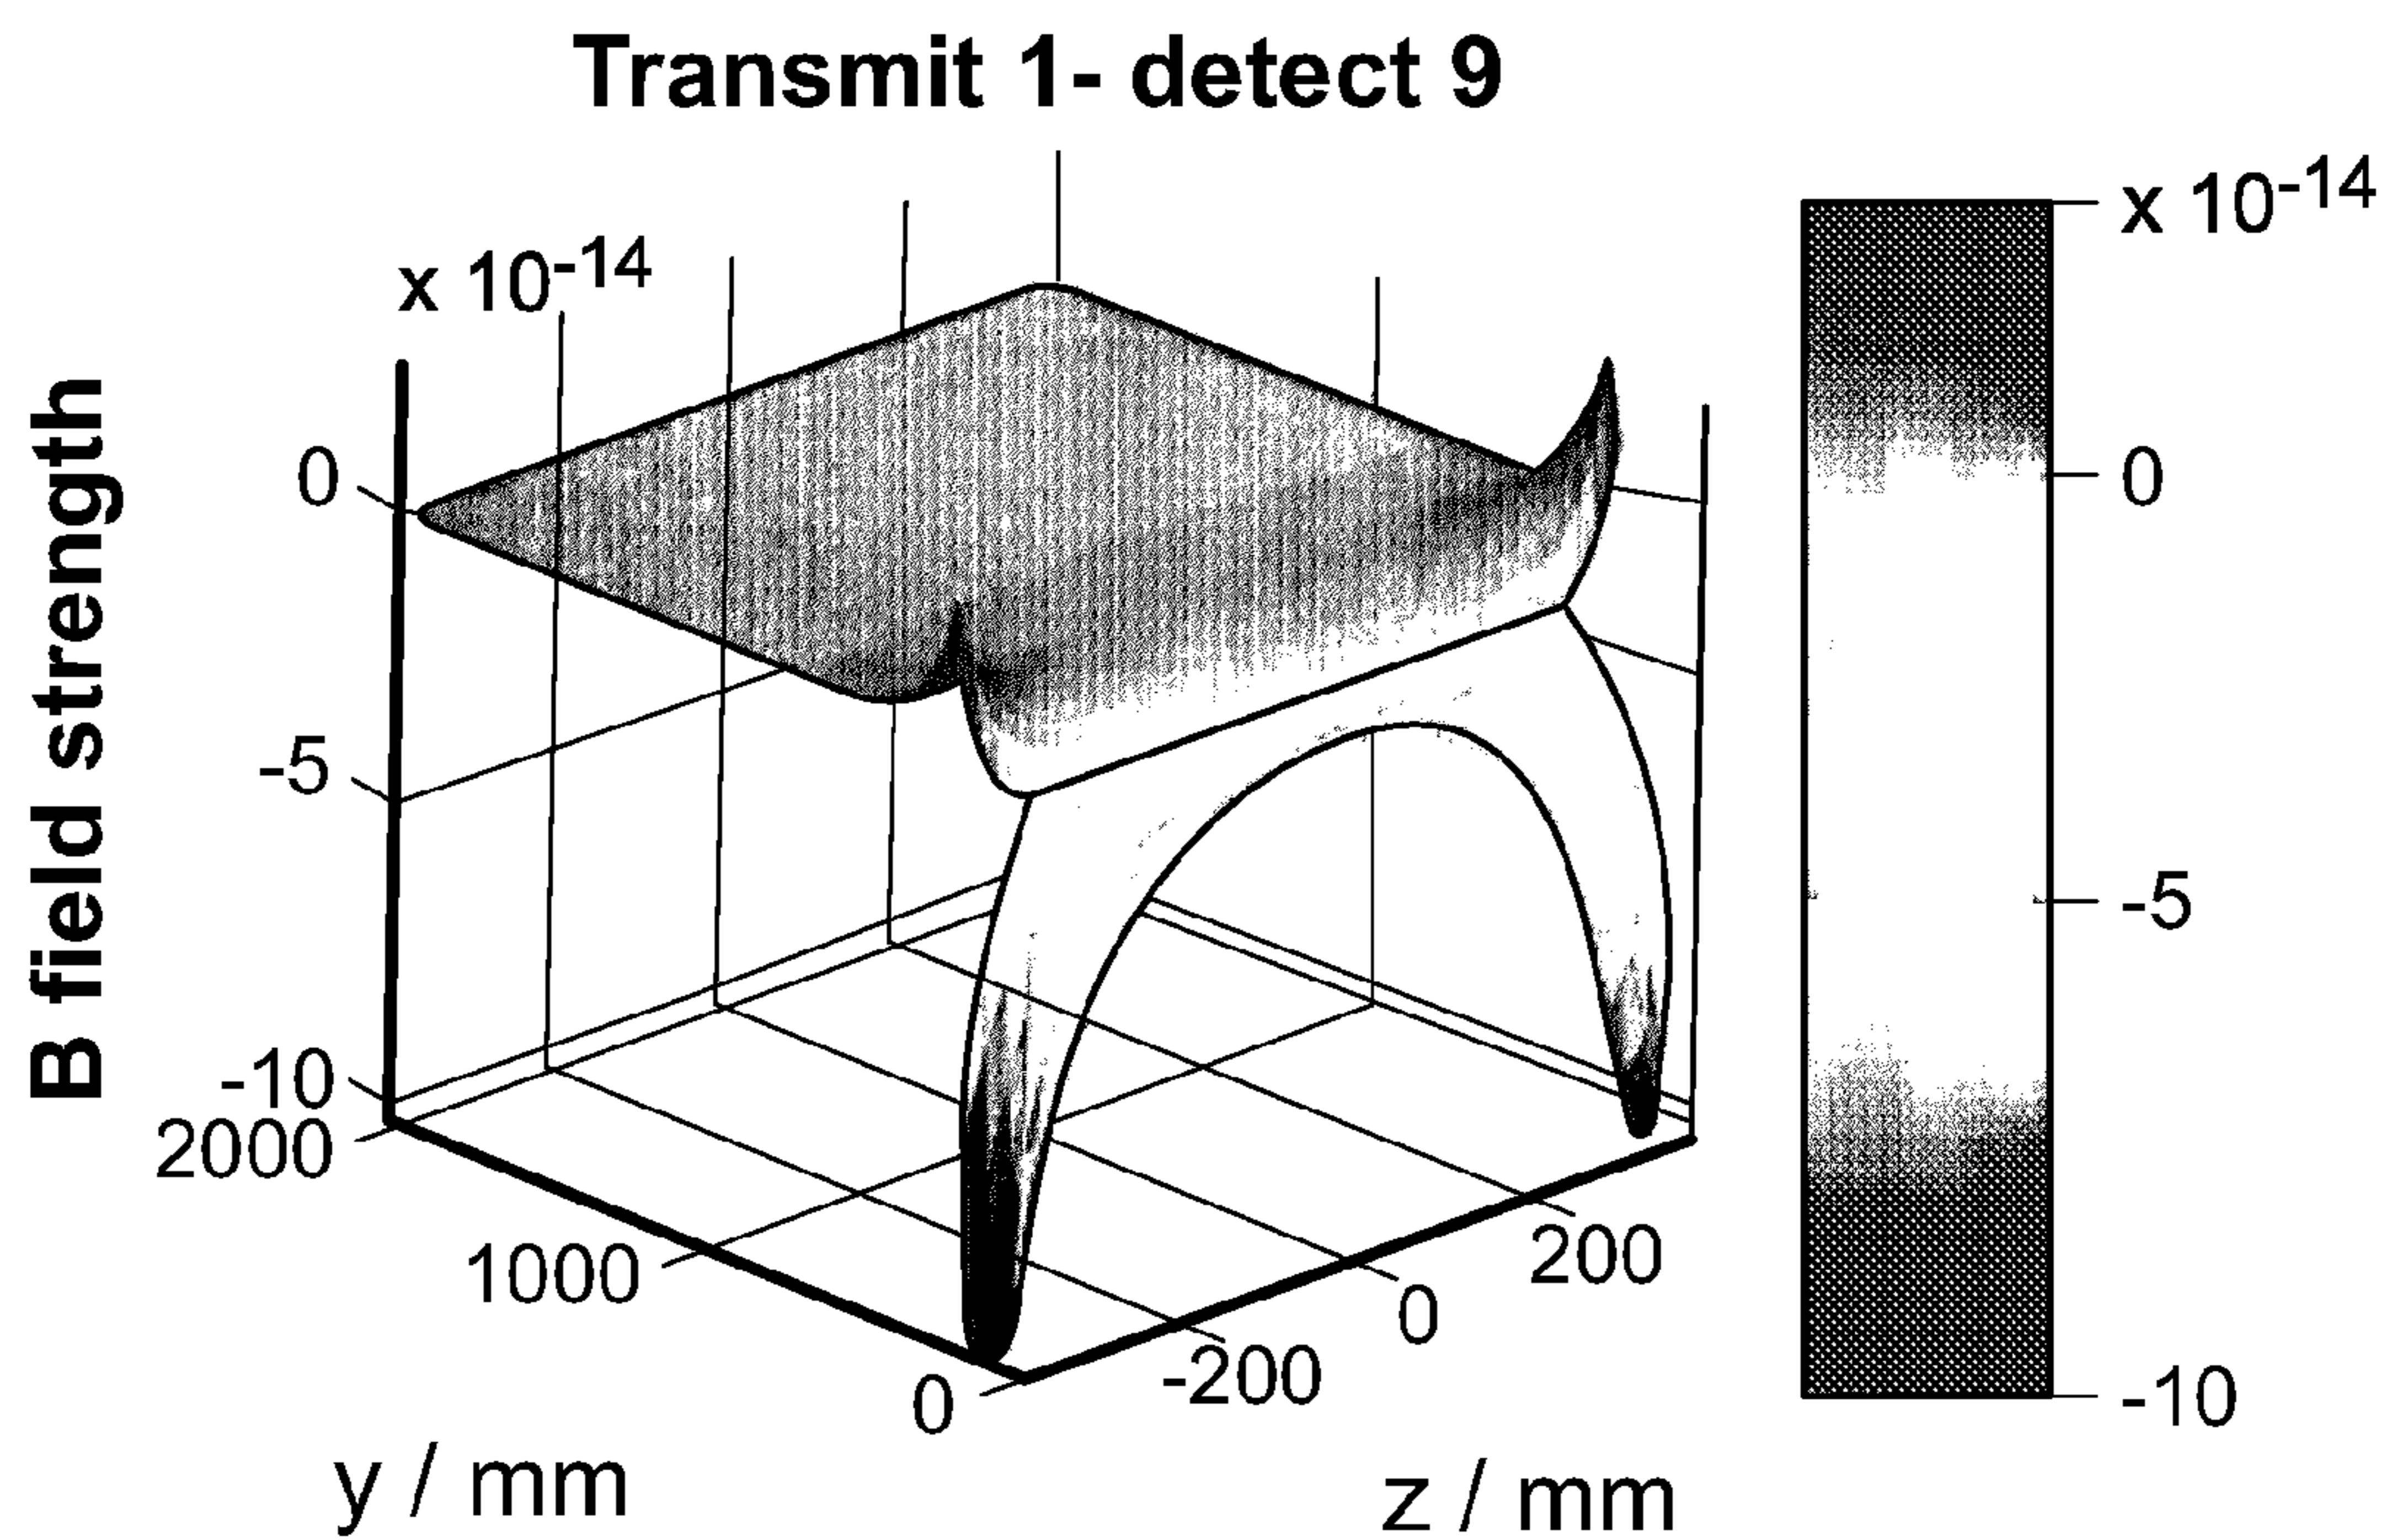 Transmit 1- detect 9
x 10-14
B field strength
0
-5
-10
2000
1000
0
y / mm
-200
0
200
z / mm
x 10-14
0
-5
-10